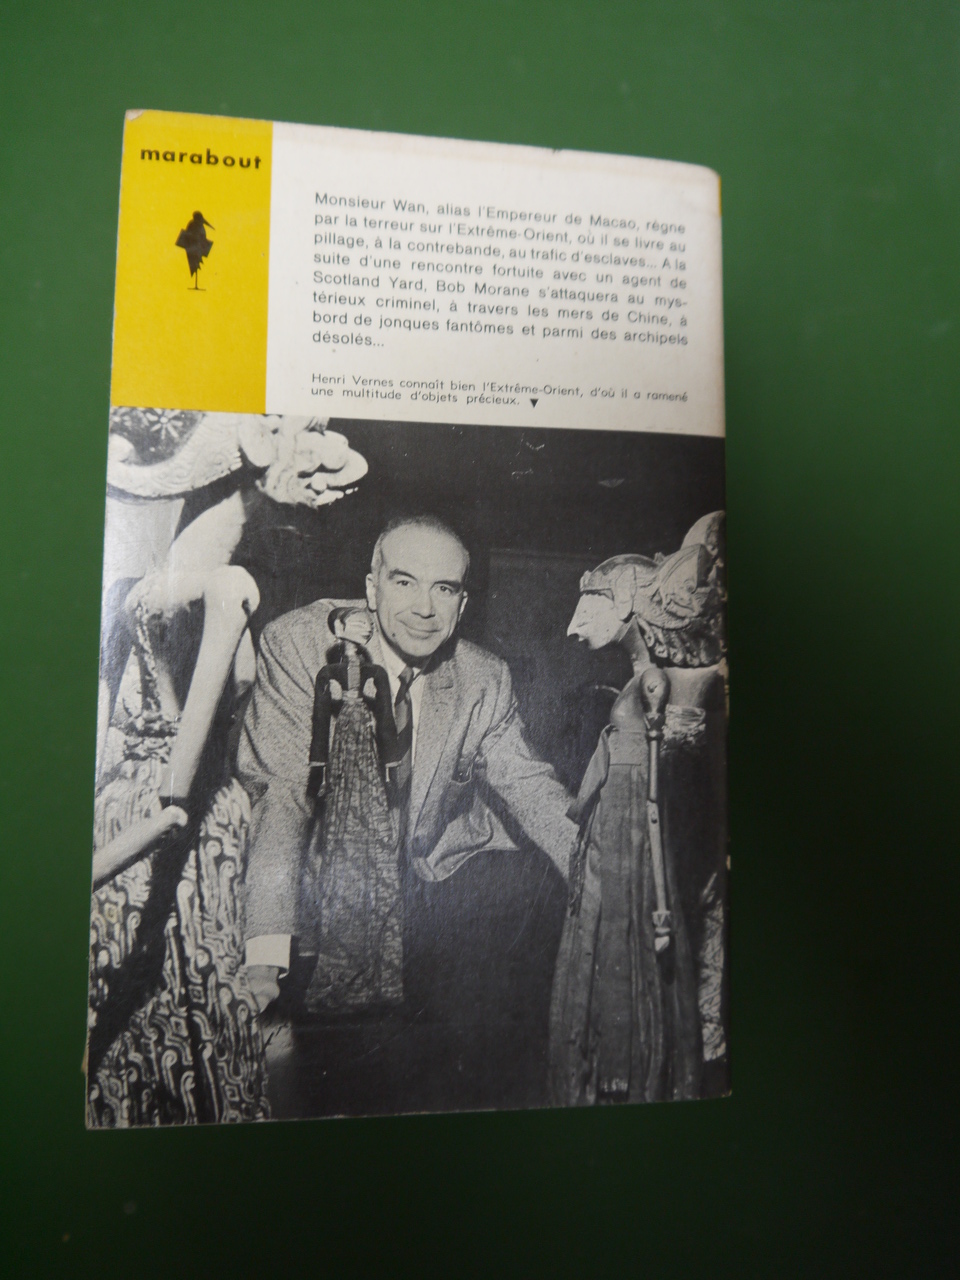 marabout
Monsieur Wan, alias l'Empereur de Macao, règne
par la terreur sur l'Extrême-Orient, où il se livre au
pillage, à la contrebande, au trafic d'esclaves... A la
suite d'une rencontre fortuite avec un agent de
Scotland Yard, Bob Morane s'attaquera au mys-
térieux criminel, à travers les mers de Chine, à
bord de jonques fantômes et parmi des archipels
désolés...
Henri Vernes connaît bien l'Extrême-Orient, d'où il a ramené
une multitude d'objets précieux. ▼